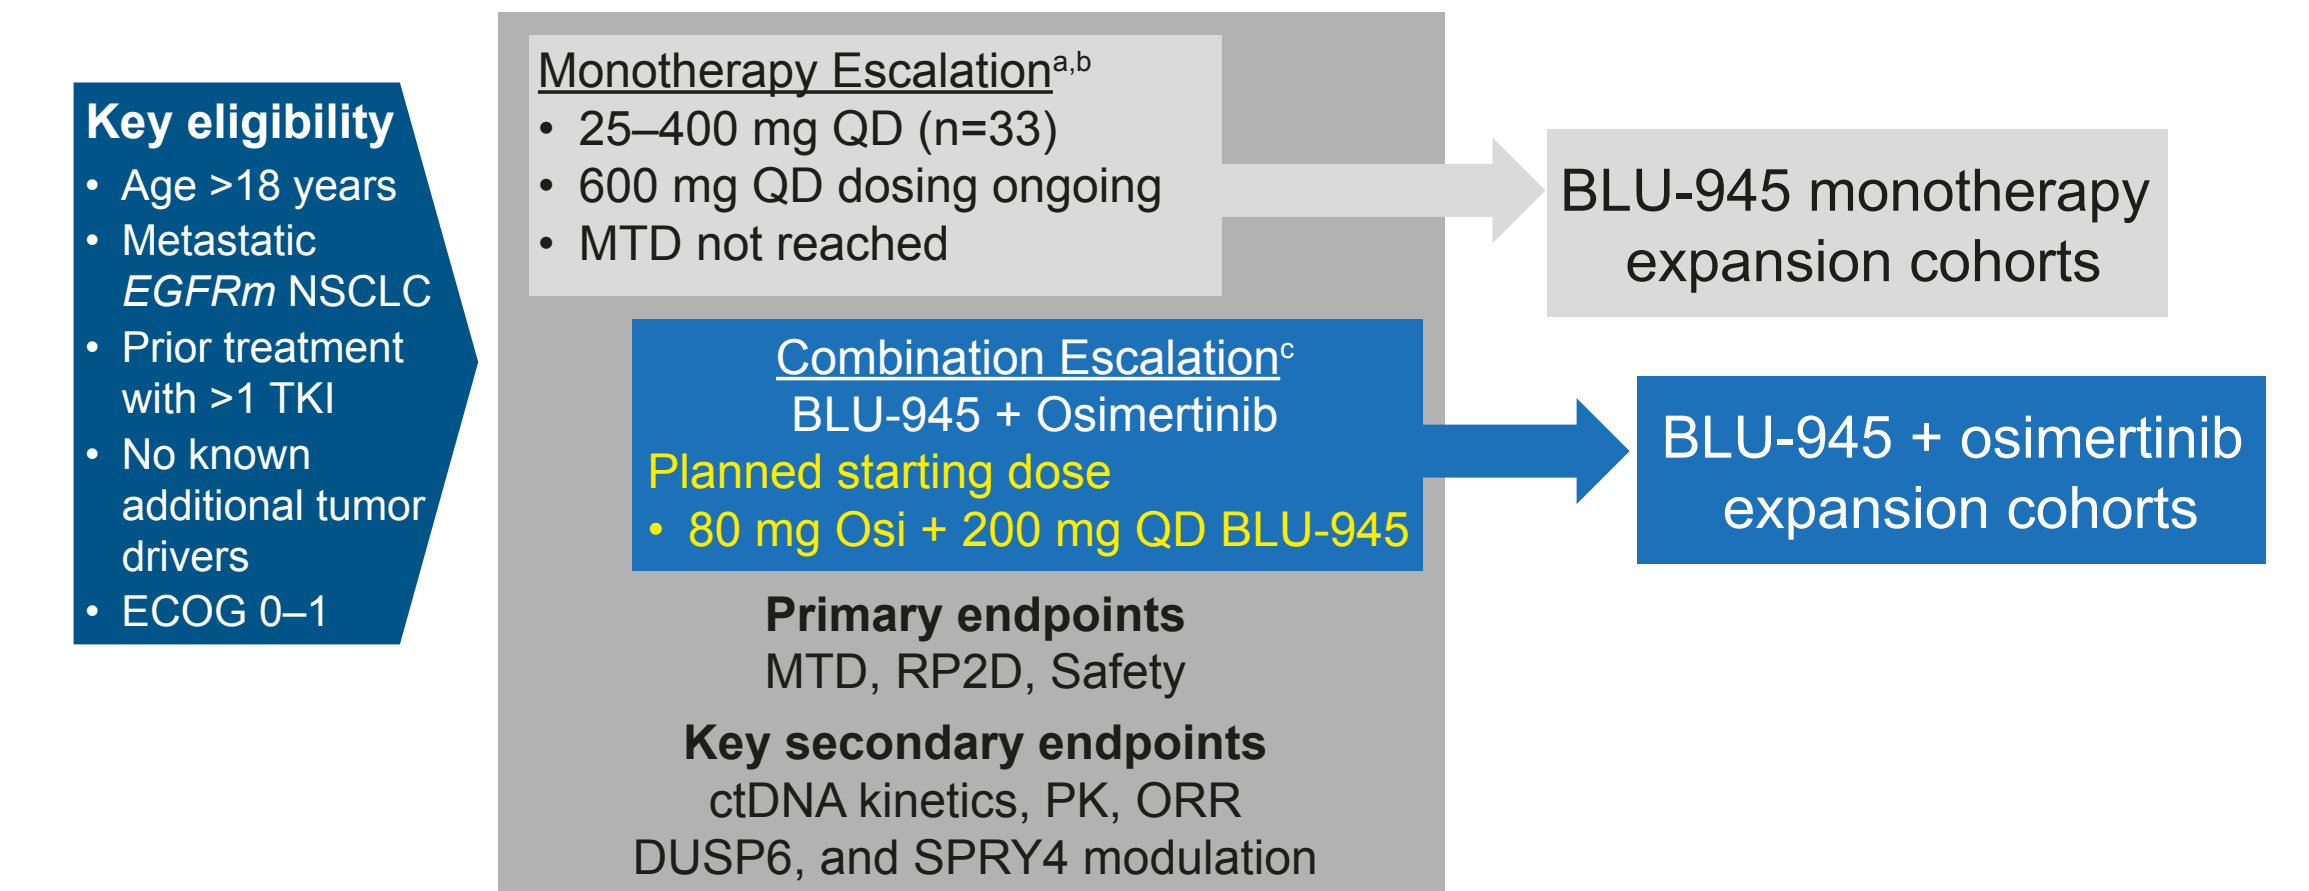 Key eligibility
• Age >18 years
• Metastatic
EGFRm NSCLC
• Prior treatment
with >1 TKI
• No known
additional tumor
drivers
• ECOG 0–1
Monotherapy Escalationa,b
• 25–400 mg QD (n=33)
• 600 mg QD dosing ongoing
• MTD not reached
Combination Escalationc
BLU-945 + Osimertinib
Planned starting dose
• 80 mg Osi + 200 mg QD BLU-945
Primary endpoints
MTD, RP2D, Safety
Key secondary endpoints
ctDNA kinetics, PK, ORR
DUSP6, and SPRY4 modulation
BLU-945 monotherapy
expansion cohorts
BLU-945 + osimertinib
expansion cohorts